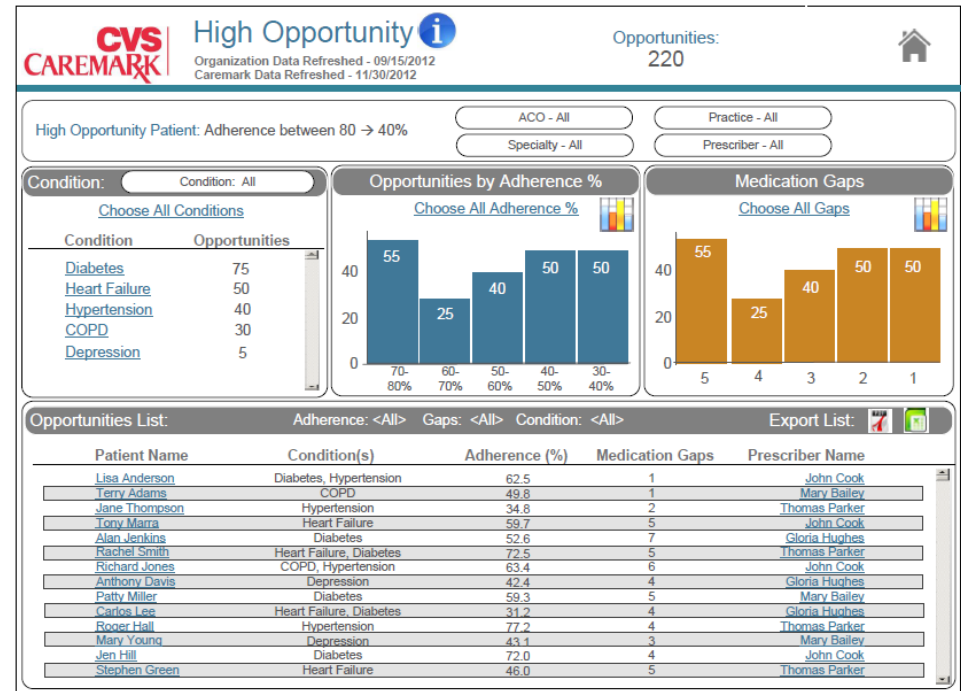 CVS
CAREMARK
High Opportunity i
Organization Data Refreshed - 09/15/2012
Caremark Data Refreshed - 11/30/2012
Opportunities:
220
High Opportunity Patient: Adherence between 80 → 40%
ACO - All
Practice - All
Specialty - All
Prescriber - All
Condition: Condition: All
Choose All Conditions
Condition Opportunities
Diabetes 75
Heart Failure 50
Hypertension 40
COPD 30
Depression 5
Opportunities by Adherence %
Choose All Adherence %
40
20
0
55
25
40
50
50
70-80%
60-70%
50-60%
40-50%
30-40%
Medication Gaps
Choose All Gaps
40
20
0
55
25
40
50
50
5 4 3 2 1
Opportunities List: Adherence: <All> Gaps: <All> Condition: <All> Export List:
Patient Name Condition(s) Adherence (%) Medication Gaps Prescriber Name
Lisa Anderson Diabetes, Hypertension 62.5 1 John Cook
Terry Adams COPD 49.8 1 Mary Bailey
Jane Thompson Hypertension 34.8 2 Thomas Parker
Tony Marra Heart Failure 59.7 5 John Cook
Alan Jenkins Diabetes 52.6 7 Gloria Hughes
Rachel Smith Heart Failure, Diabetes 72.5 5 Thomas Parker
Richard Jones COPD, Hypertension 63.4 6 John Cook
Anthony Davis Depression 42.4 4 Gloria Hughes
Patty Miller Diabetes 59.3 5 Mary Bailey
Carlos Lee Heart Failure, Diabetes 31.2 4 Gloria Hughes
Roger Hall Hypertension 77.2 4 Thomas Parker
Mary Young Depression 43.1 3 Mary Bailey
Jen Hill Diabetes 72.0 4 John Cook
Stephen Green Heart Failure 46.0 5 Thomas Parker